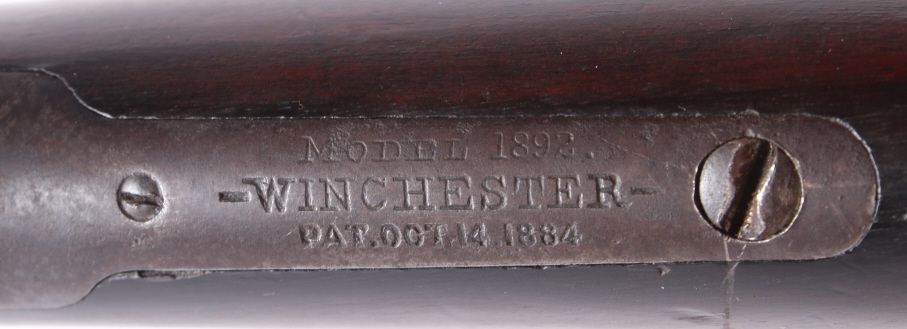 MODEL 1892.
-WINCHESTER-
PAT.OCT.14.1884